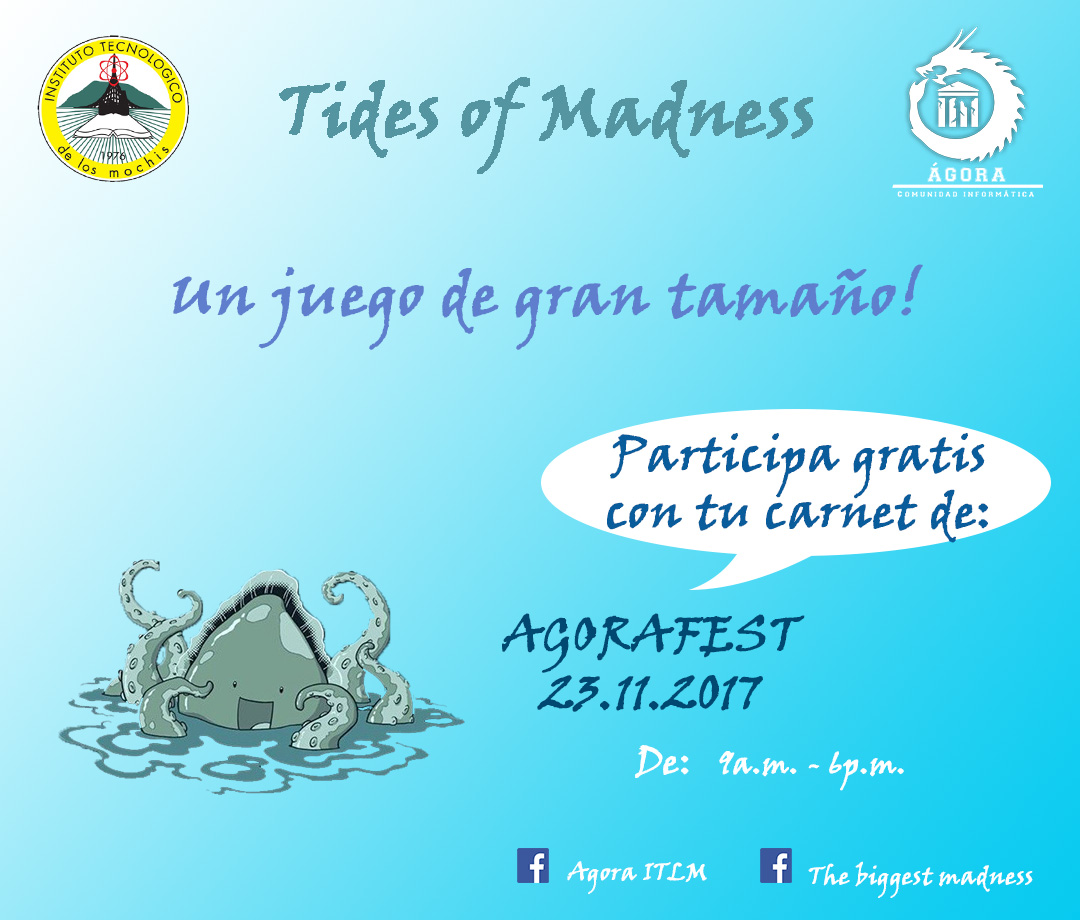 INSTITUTO TECNOLOGICO
de los mochis
1976
Tides of Madness
ÁGORA
COMUNIDAD INFORMÁTICA
Un juego de gran tamaño!
Participa gratis
con tu carnet de:
AGORAFEST
23.11.2017
De: 9a.m. - 6p.m.
f Agora ITLM
f The biggest madness